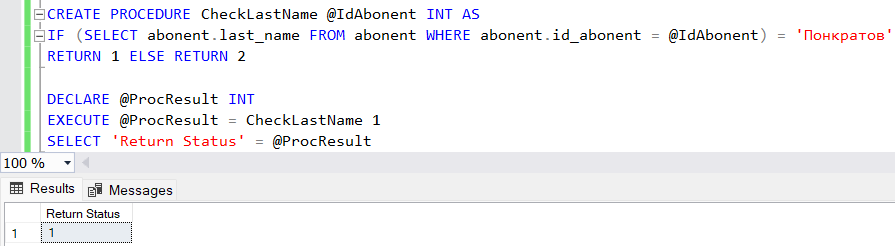 CREATE PROCEDURE CheckLastName @IdAbonent INT AS
IF (SELECT abonent.last_name FROM abonent WHERE abonent.id_abonent = @IdAbonent) = 'Понкратов'
RETURN 1 ELSE RETURN 2
DECLARE @ProcResult INT
EXECUTE @ProcResult = CheckLastName 1
SELECT 'Return Status' = @ProcResult
100 %
Results Messages
Return Status
1 1